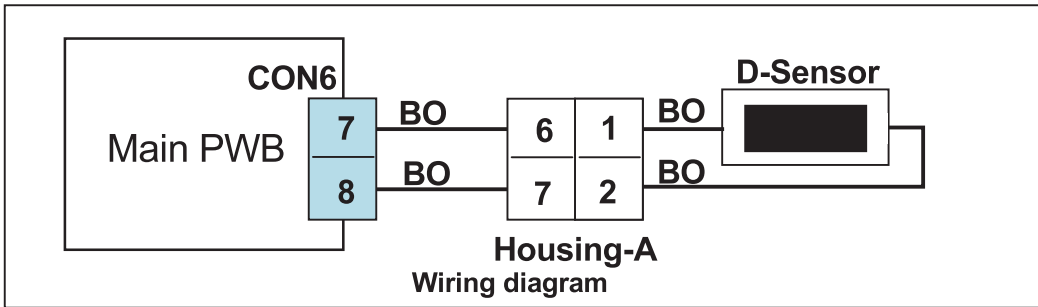 D-Sensor
CON6
BO BO
7 6 1
Main PWB
BO BO
8 7 2
Housing-A
Wiring diagram